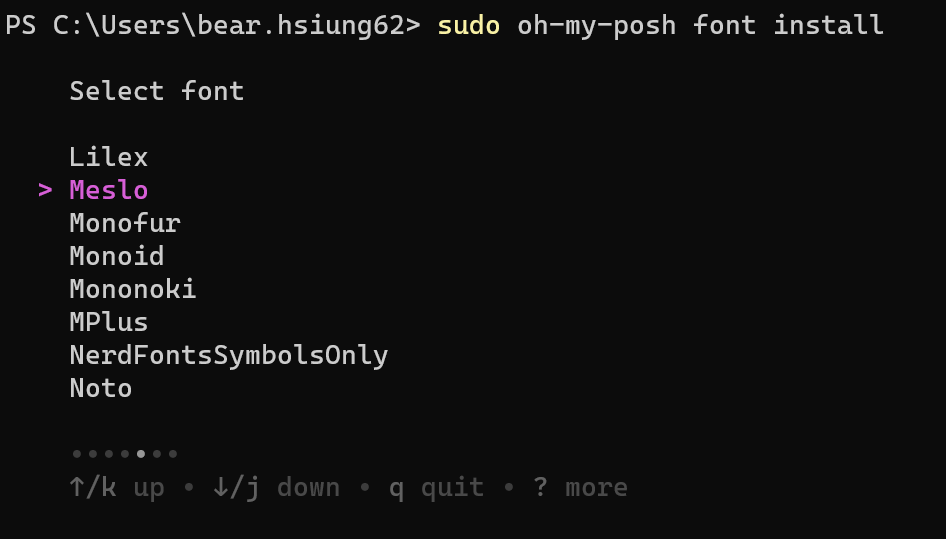 PS C:\Users\bear.hsiung62> sudo oh-my-posh font install
Select font
Lilex
> Meslo
Monofur
Monoid
Mononoki
MPlus
NerdFontsSymbolsOnly
Noto
•••••••
↑/k up • ↓/j down • q quit • ? more